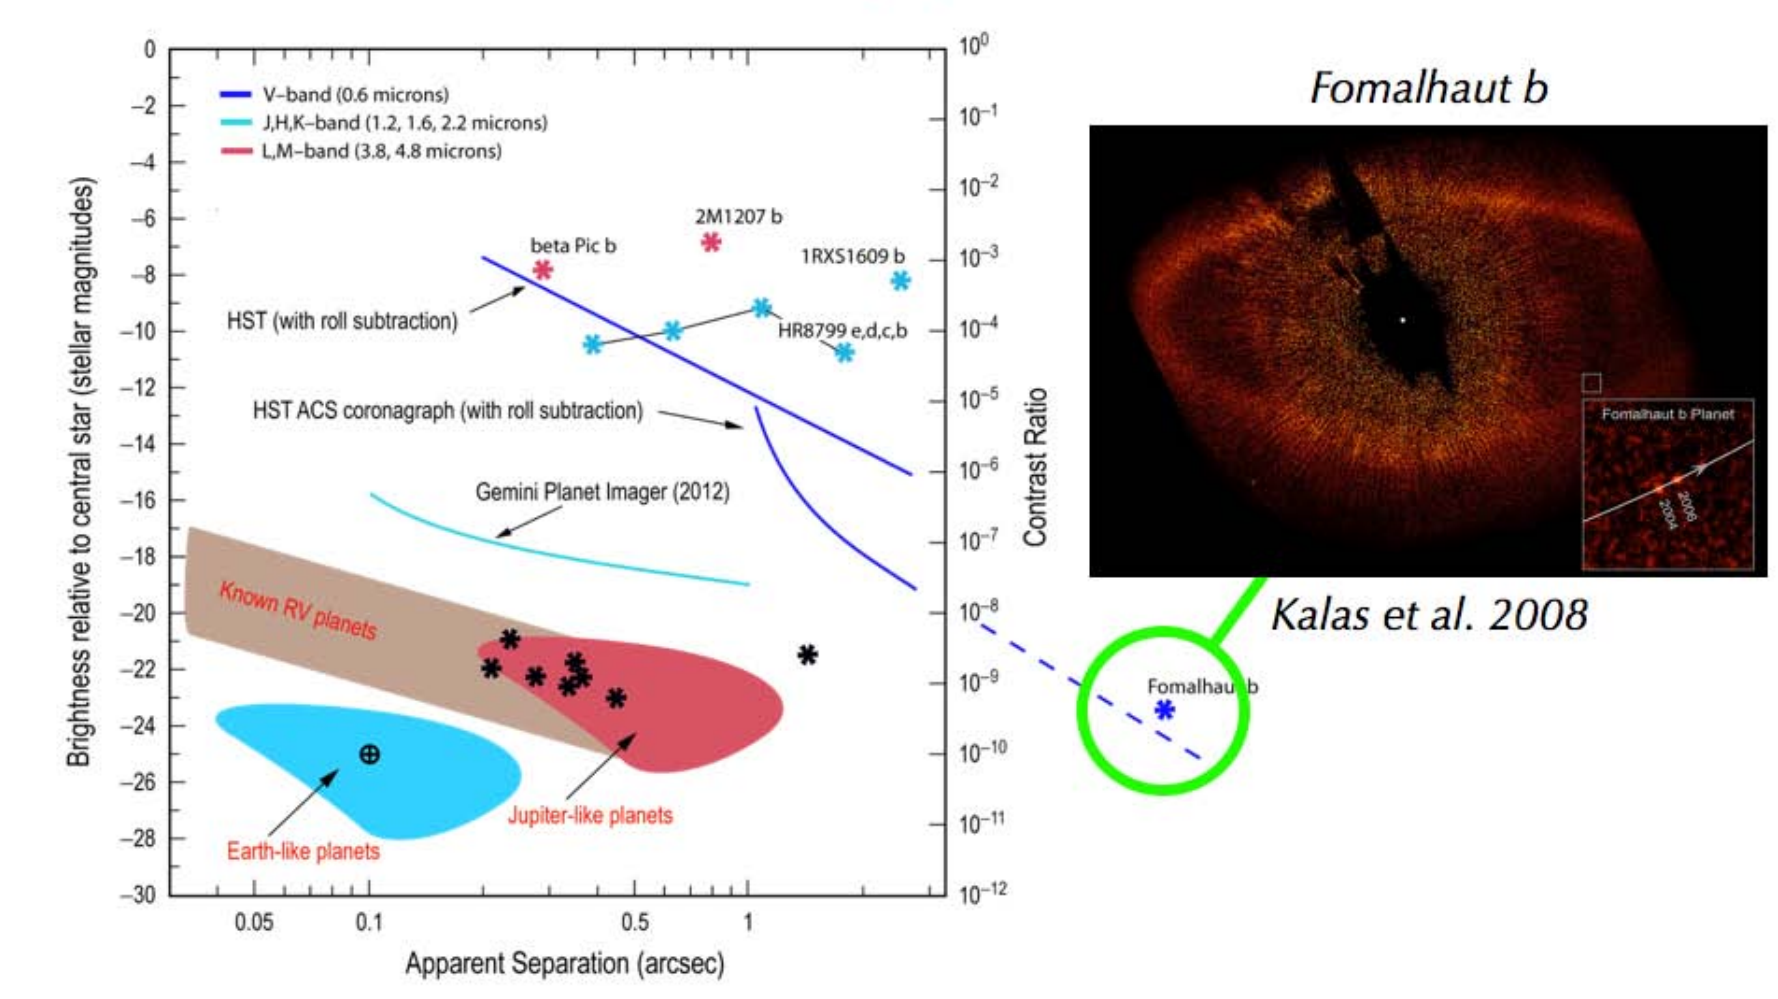 Fomalhaut b
V-band (0.6 microns)
J,H,K-band (1.2, 1.6, 2.2 microns)
L,M-band (3.8, 4.8 microns)
Brightness relative to central star (stellar magnitudes)
0
-2
-4
-6
-8
-10
-12
-14
-16
-18
-20
-22
-24
-26
-28
-30
2M1207 b
beta Pic b
1RXS1609 b
HST (with roll subtraction)
HR8799 e,d,c,b
HST ACS coronagraph (with roll subtraction)
Gemini Planet Imager (2012)
Known RV planets
Jupiter-like planets
Earth-like planets
10⁰
10⁻¹
10⁻²
10⁻³
10⁻⁴
10⁻⁵
10⁻⁶
10⁻⁷
10⁻⁸
10⁻⁹
10⁻¹⁰
10⁻¹¹
10⁻¹²
Contrast Ratio
0.05
0.1
0.5
1
Apparent Separation (arcsec)
Fomalhaut b Planet
2006
2004
Kalas et al. 2008
Fomalhaut b